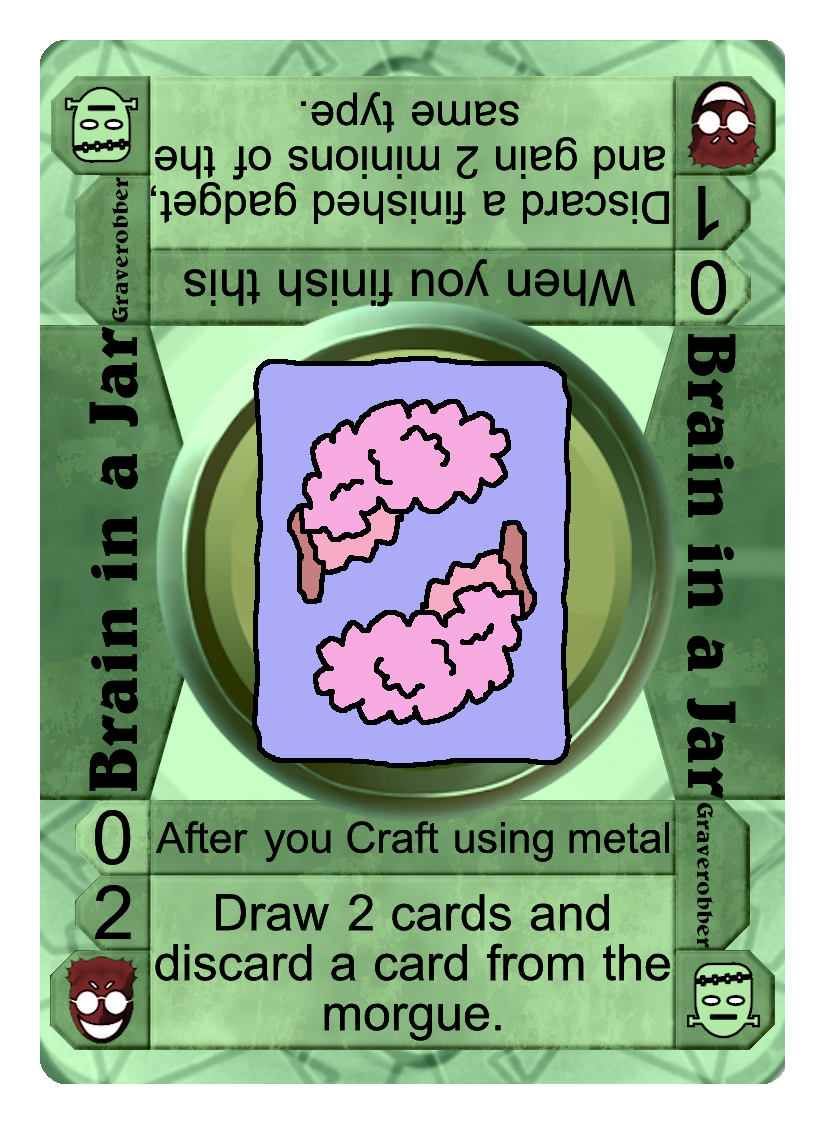 When you finish this
Discard a finished gadget,
and gain 2 minions of the
same type.
0
1
Graverobber
Brain in a Jar
Brain in a Jar
Graverobber
0
After you Craft using metal
2
Draw 2 cards and
discard a card from the
morgue.